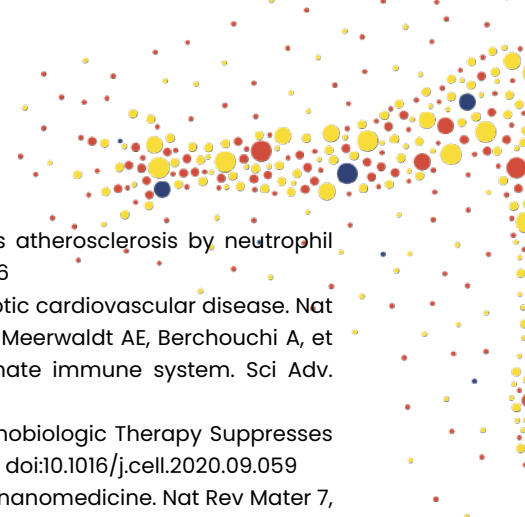 s atherosclerosis by neutrophil
6
otic cardiovascular disease. Nat
Meerwaldt AE, Berchouchi A, et
nate immune system. Sci Adv.
nobiologic Therapy Suppresses
doi:10.1016/j.cell.2020.09.059
nanomedicine. Nat Rev Mater 7,